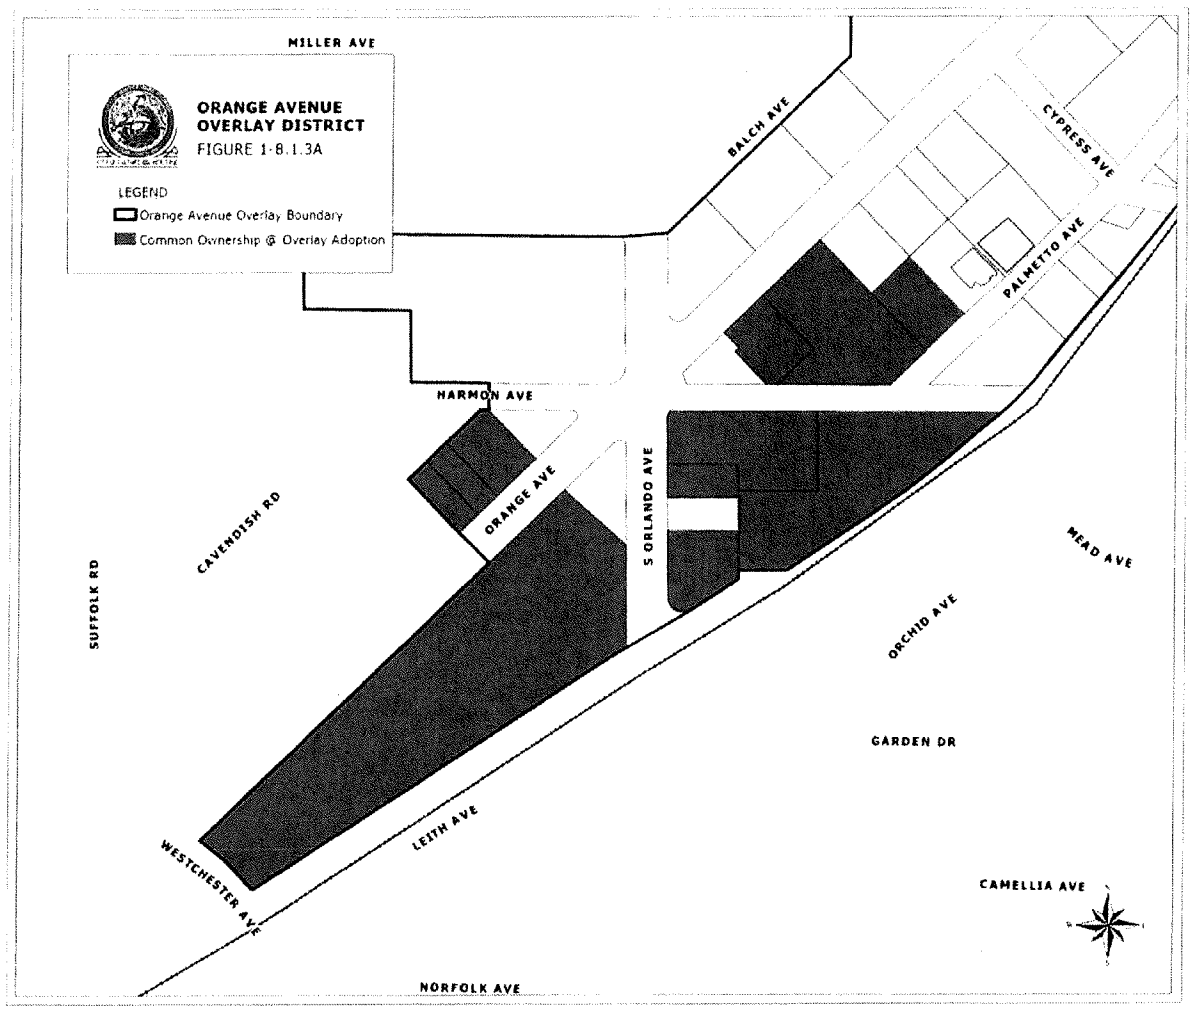 MILLER AVE
ORANGE AVENUE
OVERLAY DISTRICT
FIGURE 1-8.1.3A
LEGEND
Orange Avenue Overlay Boundary
Common Ownership @ Overlay Adoption
BALCH AVE
CYPRESS AVE
PALMETTO AVE
HARMON AVE
ORANGE AVE
S ORLANDO AVE
CAVENDISH RD
SUFFOLK RD
MEAD AVE
ORCHID AVE
GARDEN DR
LEITH AVE
WESTCHESTER AVE
CAMELLIA AVE
NORFOLK AVE